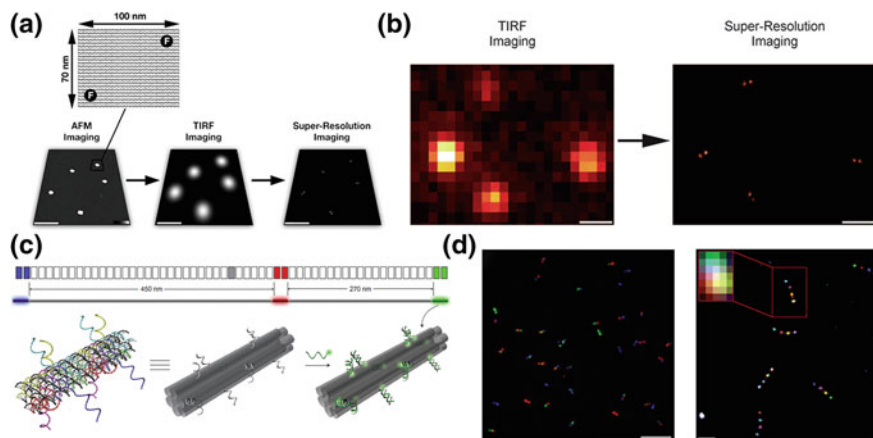 (a)
100 nm
70 nm
F
F
AFM
Imaging
TIRF
Imaging
Super-Resolution
Imaging
(b)
TIRF
Imaging
Super-Resolution
Imaging
(c)
450 nm
270 nm
(d)